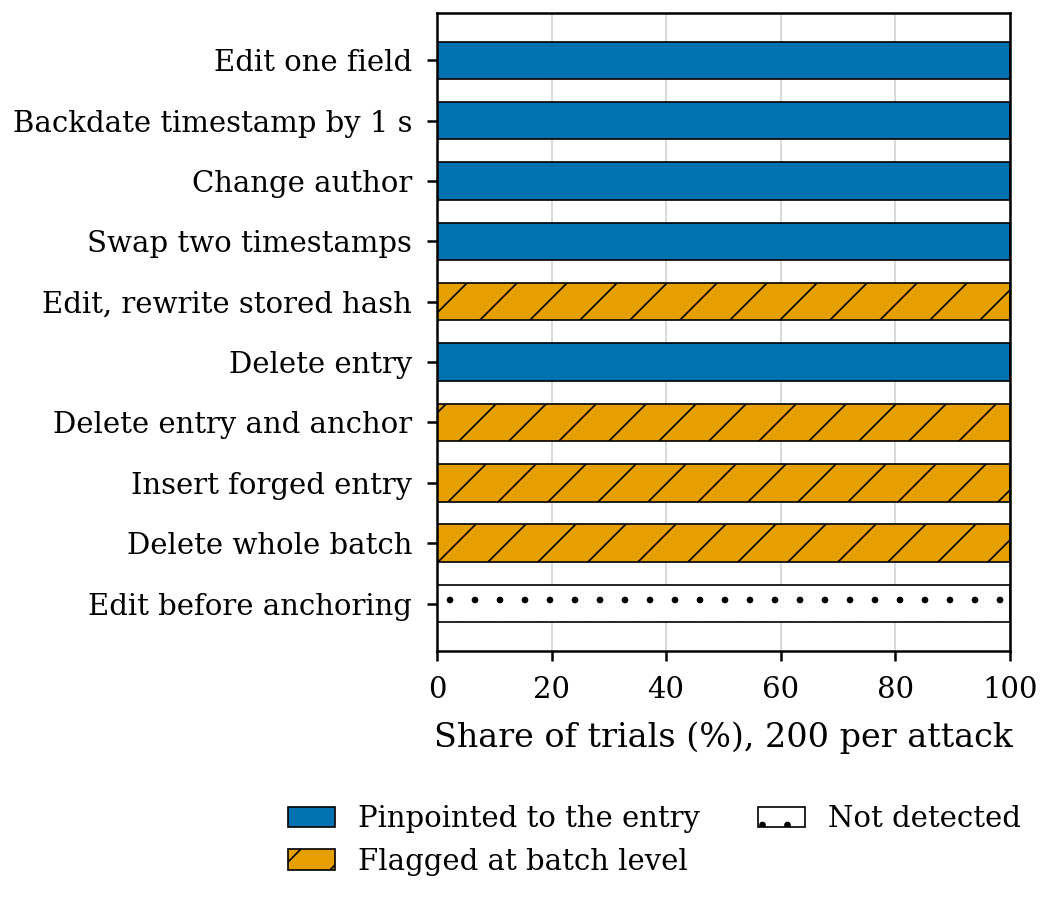 Edit one field
Backdate timestamp by 1 s
Change author
Swap two timestamps
Edit, rewrite stored hash
Delete entry
Delete entry and anchor
Insert forged entry
Delete whole batch
Edit before anchoring
0 20 40 60 80 100
Share of trials (%), 200 per attack
Pinpointed to the entry
Flagged at batch level
Not detected